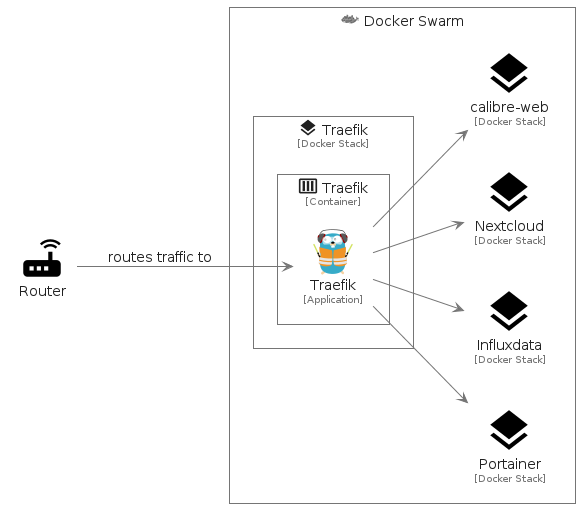 Docker Swarm
calibre-web
[Docker Stack]
Traefik
[Docker Stack]
Traefik
[Container]
Nextcloud
[Docker Stack]
routes traffic to
Router
Traefik
[Application]
Influxdata
[Docker Stack]
Portainer
[Docker Stack]